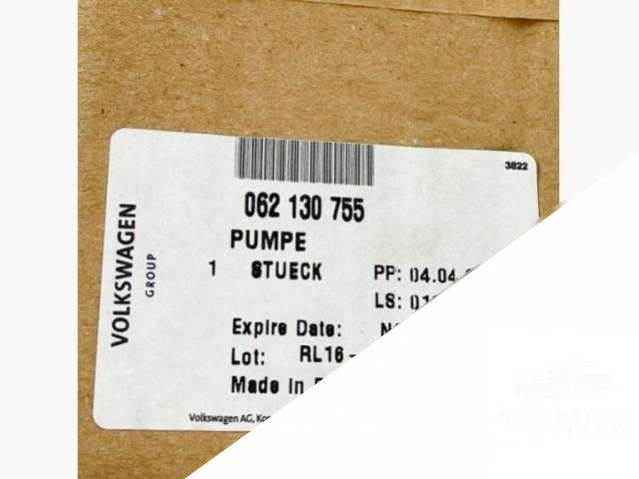 3822
062 130 755
PUMPE
1 STUECK PP: 04.04
LS:
Expire Date:
Lot: RL16-
Made in
VOLKSWAGEN
GROUP
Volkswagen AG,
TEDAUTO